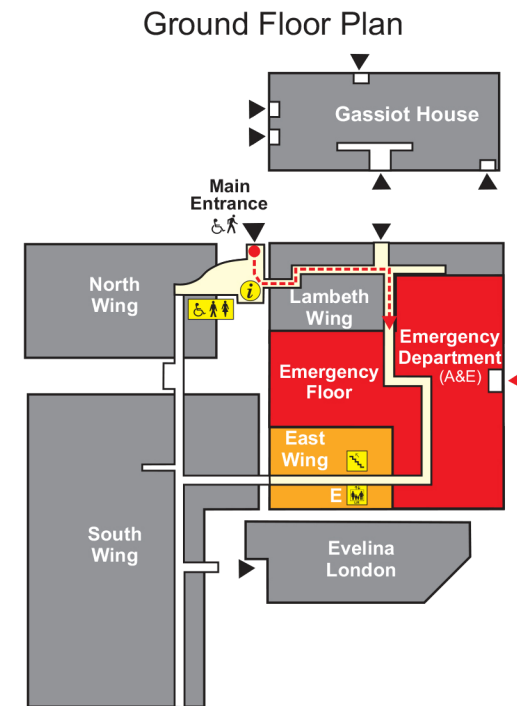 Ground Floor Plan
Gassiot House
Main
Entrance
North
Wing
i
Lambeth
Wing
Emergency
Department
(A&E)
Emergency
Floor
East
Wing
E
South
Wing
Evelina
London